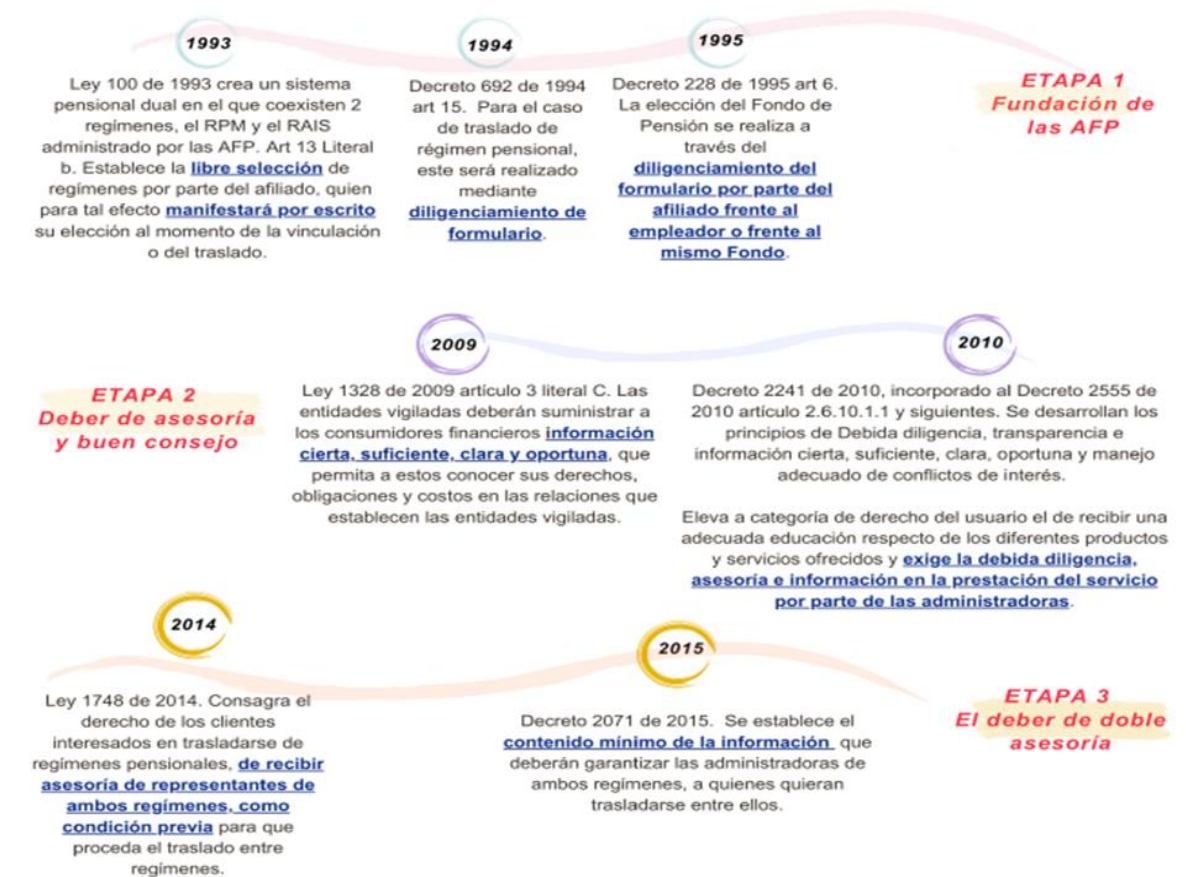 1993
Ley 100 de 1993 crea un sistema
pensional dual en el que coexisten 2
regímenes, el RPM y el RAIS
administrado por las AFP. Art 13 Literal
b. Establece la libre selección de
regímenes por parte del afiliado, quien
para tal efecto manifestará por escrito
su elección al momento de la vinculación
o del traslado.
1994
Decreto 692 de 1994
art 15. Para el caso
de traslado de
régimen pensional,
este será realizado
mediante
diligenciamiento de
formulario.
1995
Decreto 228 de 1995 art 6.
La elección del Fondo de
Pensión se realiza a
través del
diligenciamiento del
formulario por parte del
afiliado frente al
empleador o frente al
mismo Fondo.
ETAPA 1
Fundación de
las AFP
ETAPA 2
Deber de asesoría
y buen consejo
2009
Ley 1328 de 2009 artículo 3 literal C. Las
entidades vigiladas deberán suministrar a
los consumidores financieros información
cierta, suficiente, clara y oportuna, que
permita a estos conocer sus derechos,
obligaciones y costos en las relaciones que
establecen las entidades vigiladas.
2010
Decreto 2241 de 2010, incorporado al Decreto 2555 de
2010 artículo 2.6.10.1.1 y siguientes. Se desarrollan los
principios de Debida diligencia, transparencia e
información cierta, suficiente, clara, oportuna y manejo
adecuado de conflictos de interés.
Eleva a categoría de derecho del usuario el de recibir una
adecuada educación respecto de los diferentes productos
y servicios ofrecidos y exige la debida diligencia,
asesoría e información en la prestación del servicio
por parte de las administradoras.
2014
Ley 1748 de 2014. Consagra el
derecho de los clientes
interesados en trasladarse de
regímenes pensionales, de recibir
asesoría de representantes de
ambos regímenes, como
condición previa para que
proceda el traslado entre
regímenes.
2015
Decreto 2071 de 2015. Se establece el
contenido mínimo de la información que
deberán garantizar las administradoras de
ambos regímenes, a quienes quieran
trasladarse entre ellos.
ETAPA 3
El deber de doble
asesoría